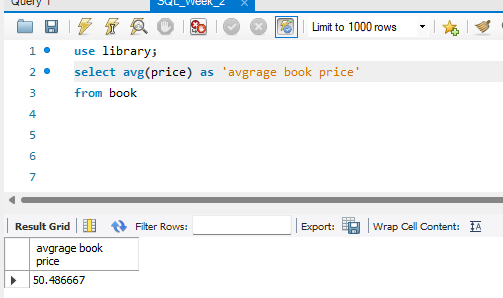 Query 1
SQL_Week_2
Limit to 1000 rows
1 use library;
2 select avg(price) as 'avgrage book price'
3 from book
4
5
6
7
Result Grid Filter Rows: Export: Wrap Cell Content: IA
avgrage book
price
50.486667